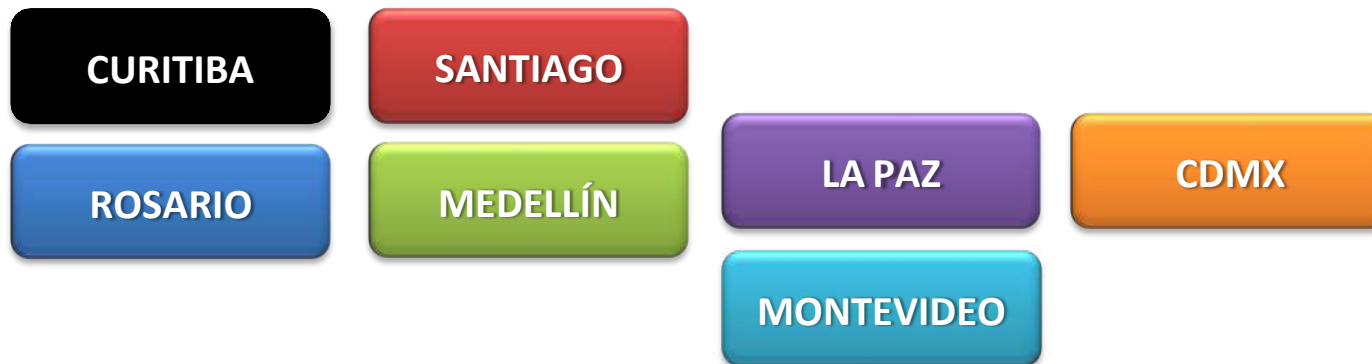 CURITIBA
SANTIAGO
ROSARIO
MEDELLÍN
LA PAZ
CDMX
MONTEVIDEO